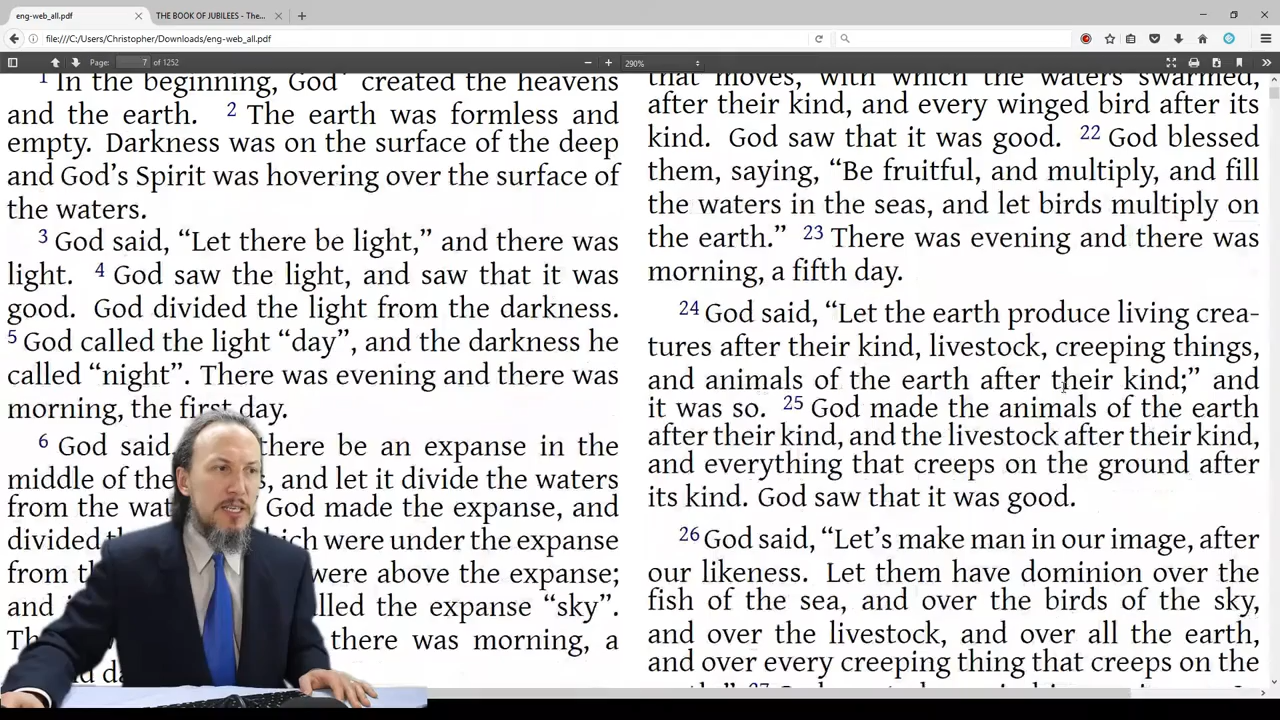 eng-web_all.pdf
THE BOOK OF JUBILEES - The...
file:///C:/Users/Christopher/Downloads/eng-web_all.pdf
Page: 7 of 1252
290%
1 In the beginning, God created the heavens
and the earth. 2 The earth was formless and
empty. Darkness was on the surface of the deep
and God’s Spirit was hovering over the surface of
the waters.
3 God said, “Let there be light,” and there was
light. 4 God saw the light, and saw that it was
good. God divided the light from the darkness.
5 God called the light “day”, and the darkness he
called “night”. There was evening and there was
morning, the first day.
6 God said, there be an expanse in the
middle of the and let it divide the waters
from the God made the expanse, and
divided which were under the expanse
from were above the expanse;
and called the expanse “sky”.
there was morning, a
that moves, with which the waters swarmed,
after their kind, and every winged bird after its
kind. God saw that it was good. 22 God blessed
them, saying, “Be fruitful, and multiply, and fill
the waters in the seas, and let birds multiply on
the earth.” 23 There was evening and there was
morning, a fifth day.
24 God said, “Let the earth produce living crea-
tures after their kind, livestock, creeping things,
and animals of the earth after their kind;” and
it was so. 25 God made the animals of the earth
after their kind, and the livestock after their kind,
and everything that creeps on the ground after
its kind. God saw that it was good.
26 God said, “Let’s make man in our image, after
our likeness. Let them have dominion over the
fish of the sea, and over the birds of the sky,
and over the livestock, and over all the earth,
and over every creeping thing that creeps on the